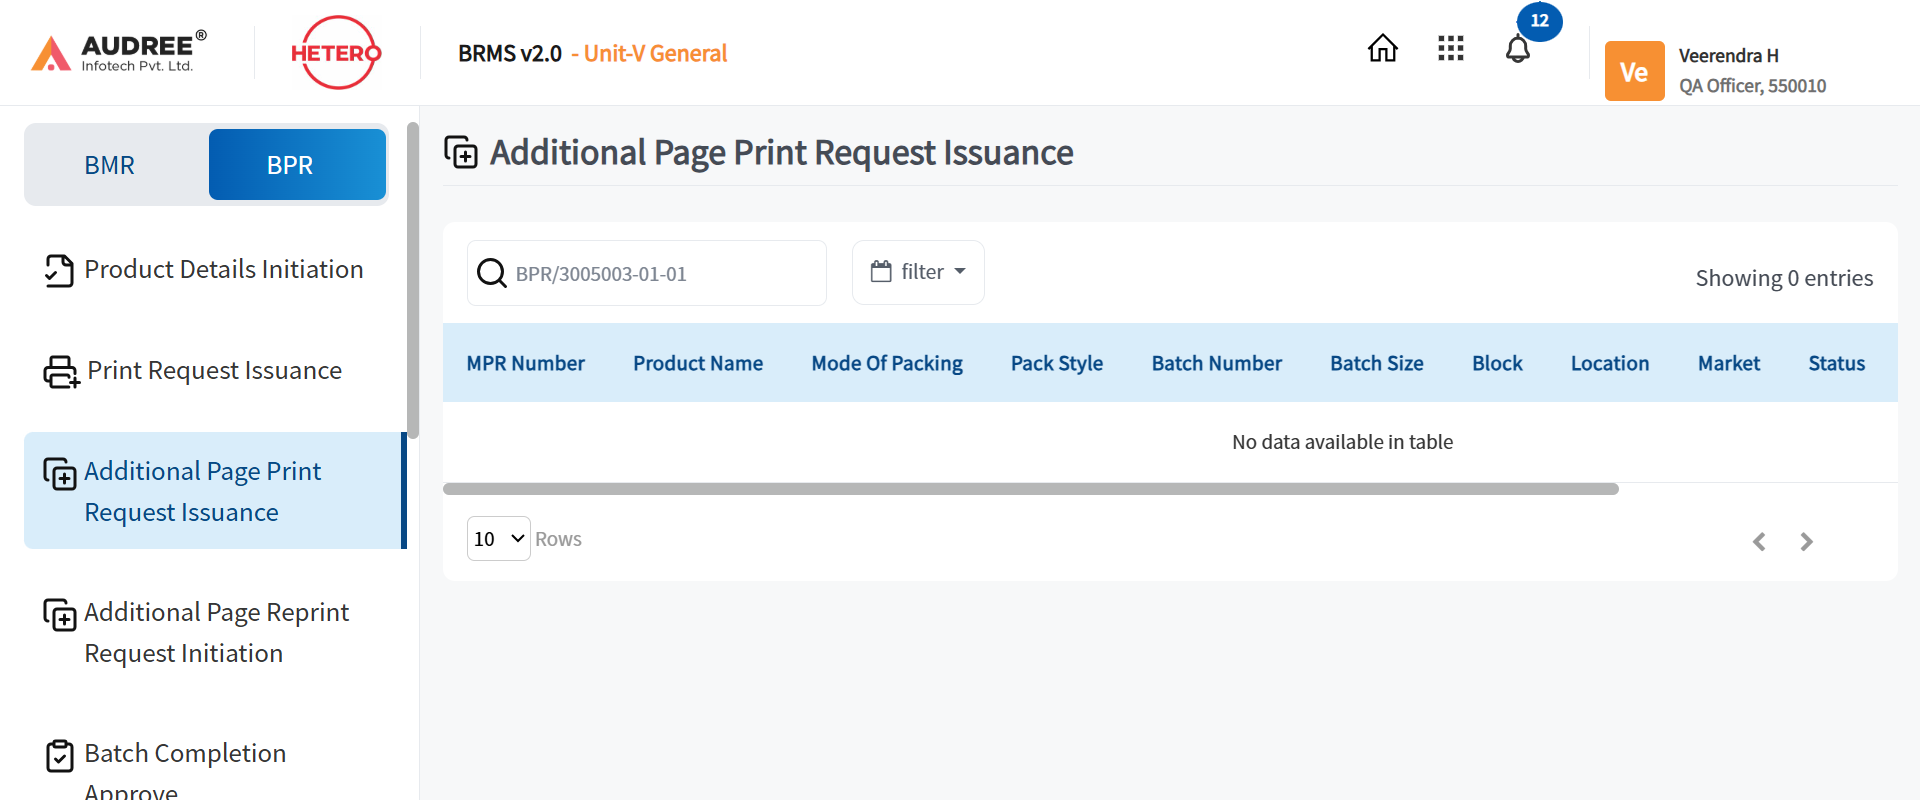 AUDREE®
Infotech Pvt. Ltd.
HETERO
BRMS v2.0 - Unit-V General
12
Ve
Veerendra H
QA Officer, 550010
BMR
BPR
Product Details Initiation
Print Request Issuance
Additional Page Print
Request Issuance
Additional Page Reprint
Request Initiation
Batch Completion
Approve
Additional Page Print Request Issuance
BPR/3005003-01-01
filter
Showing 0 entries
MPR Number Product Name Mode Of Packing Pack Style Batch Number Batch Size Block Location Market Status
No data available in table
10 Rows